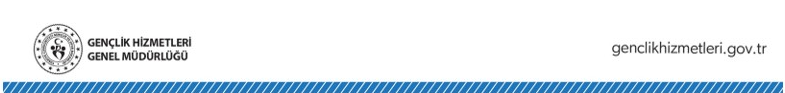 GENÇLİK HİZMETLERİ
GENEL MÜDÜRLÜĞÜ
genclikhizmetleri.gov.tr